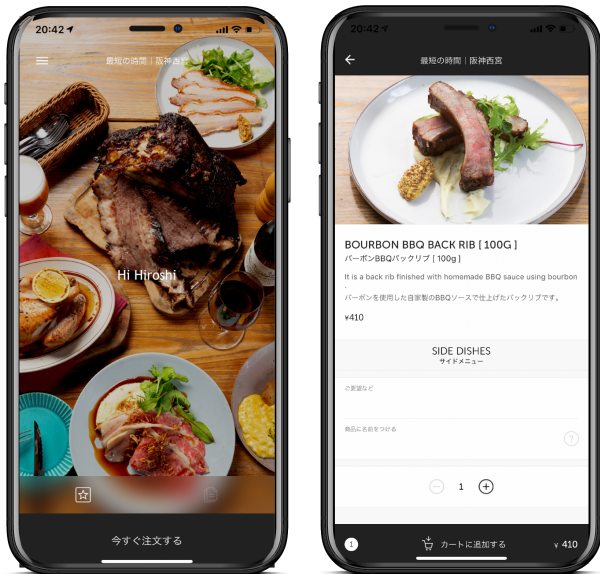 20:42
最短の時間｜阪神西宮
Hi Hiroshi
今すぐ注文する
20:42
最短の時間｜阪神西宮
BOURBON BBQ BACK RIB [ 100G ]
バーボンBBQバックリブ [ 100g ]
It is a back rib finished with homemade BBQ sauce using bourbon
.
バーボンを使用した自家製のBBQソースで仕上げたバックリブです。
¥410
SIDE DISHES
サイドメニュー
ご要望など
商品に名前をつける
?
1
1
カートに追加する
¥ 410